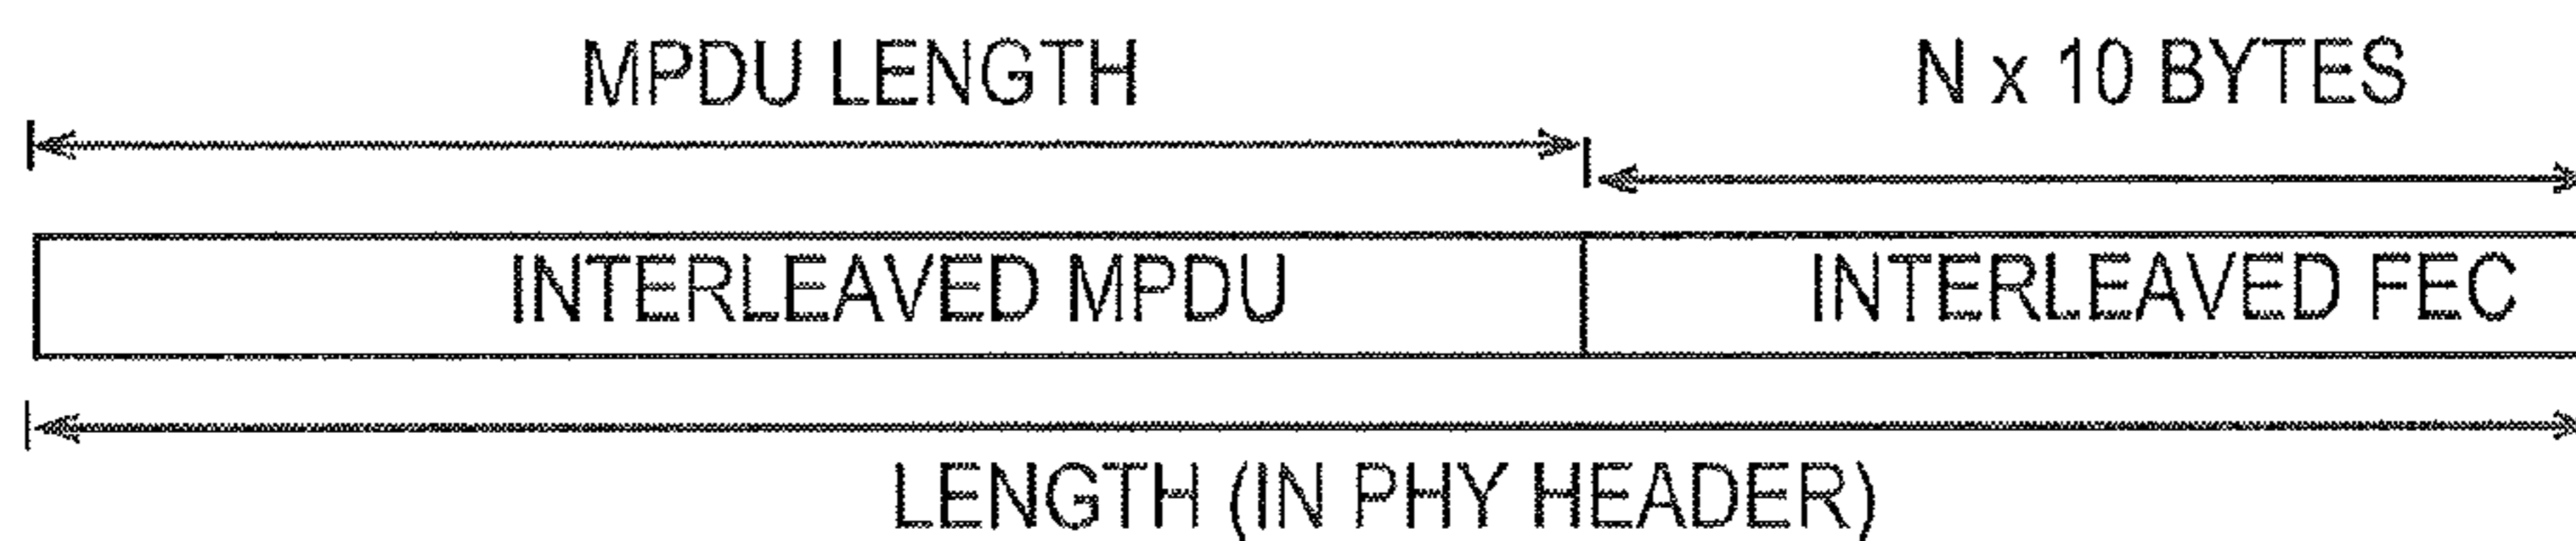 MPDU LENGTH
N x 10 BYTES
INTERLEAVED MPDU
INTERLEAVED FEC
LENGTH (IN PHY HEADER)